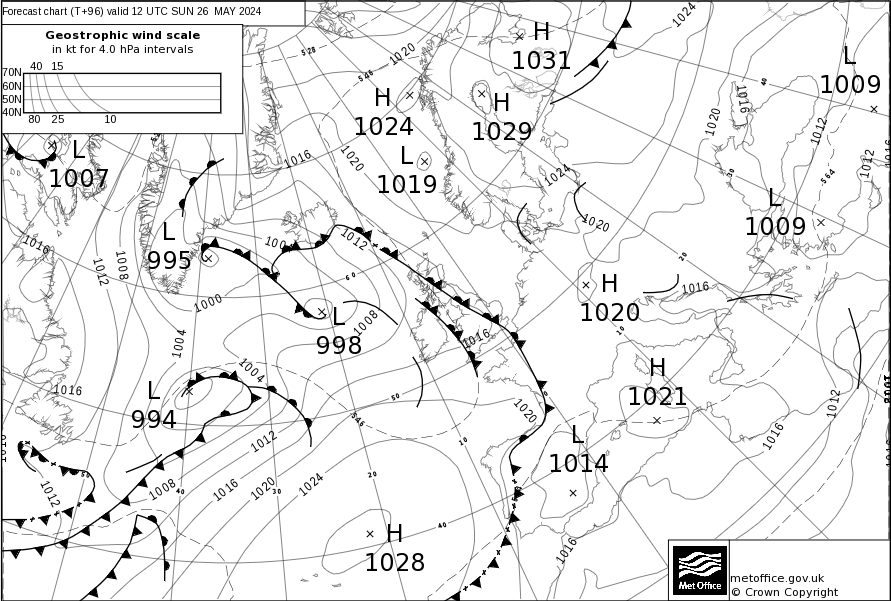 Forecast chart (T+96) valid 12 UTC SUN 26 MAY 2024
Geostrophic wind scale
in kt for 4.0 hPa intervals
40 15
70N
60N
50N
40N
80 25 10
528
546
1020
1024
H
1031
L
1009
H
1024
H
1029
40
1016
1020
1012
L
1007
1016
1020
L
1019
1024
1012
1016
30
564
L
1009
1016
L
995
1012
1020
1012
1008
20
60
H
1020
1016
1000
L
998
1008
10
1004
1016
1004
H
1021
1016
L
994
50
546
1020
1012
1016
1012
10
L
1014
1012
50
1008
1016
1020
1024
40
30
20
40
H
1028
1016
Met Office
metoffice.gov.uk
© Crown Copyright